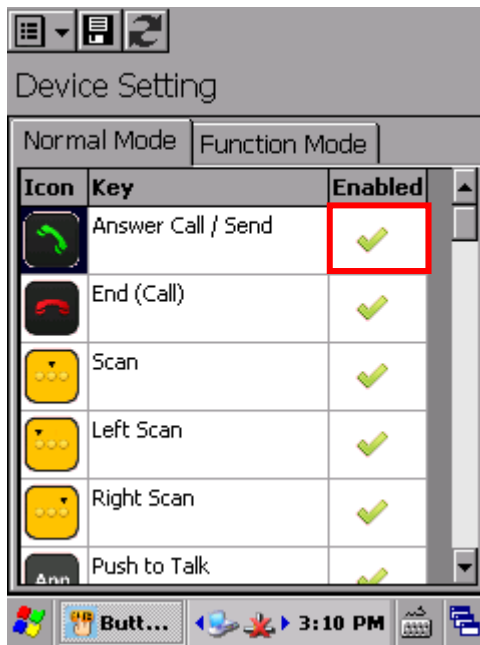 Device Setting
Normal Mode Function Mode
Icon Key Enabled
Answer Call / Send
End (Call)
Scan
Left Scan
Right Scan
Push to Talk
App
Butt... 3:10 PM